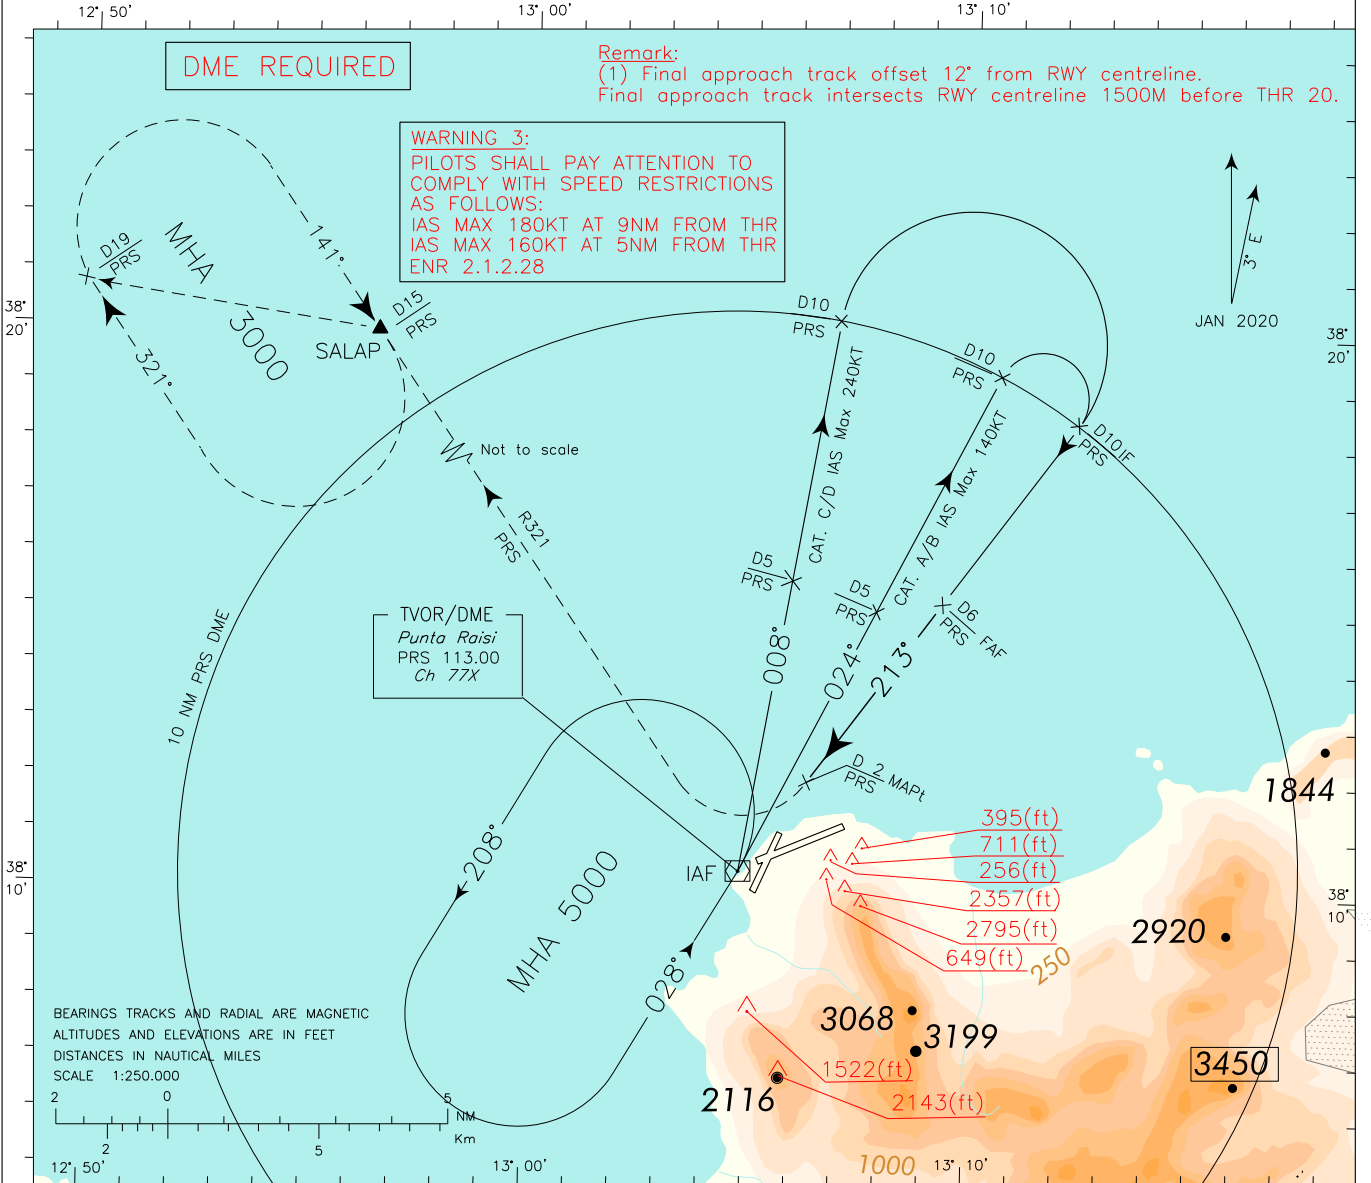 12° 50'
13° 00'
13° 10'
DME REQUIRED
Remark:
(1) Final approach track offset 12° from RWY centreline.
Final approach track intersects RWY centreline 1500M before THR 20.
WARNING 3:
PILOTS SHALL PAY ATTENTION TO
COMPLY WITH SPEED RESTRICTIONS
AS FOLLOWS:
IAS MAX 180KT AT 9NM FROM THR
IAS MAX 160KT AT 5NM FROM THR
ENR 2.1.2.28
3° E
JAN 2020
38°
20'
38°
20'
D19
PRS
MHA 3000
141°
321°
SALAP
D15
PRS
Not to scale
R321
PRS
D10
PRS
D10
PRS
D10IF
PRS
CAT. C/D IAS Max 240KT
CAT. A/B IAS Max 140KT
D5
PRS
D5
PRS
D6 FAF
PRS
008°
024°
213°
10 NM PRS DME
TVOR/DME
Punta Raisi
PRS 113.00
Ch 77X
D 2 MAPt
PRS
208°
MHA 5000
028°
IAF
38°
10'
38°
10'
1844
395(ft)
711(ft)
256(ft)
2357(ft)
2795(ft)
649(ft)
250
2920
3068
3199
3450
1522(ft)
2116
2143(ft)
1000
BEARINGS TRACKS AND RADIAL ARE MAGNETIC
ALTITUDES AND ELEVATIONS ARE IN FEET
DISTANCES IN NAUTICAL MILES
SCALE 1:250.000
2 0 5
NM
Km
2 5
12° 50'
13° 00'
13° 10'